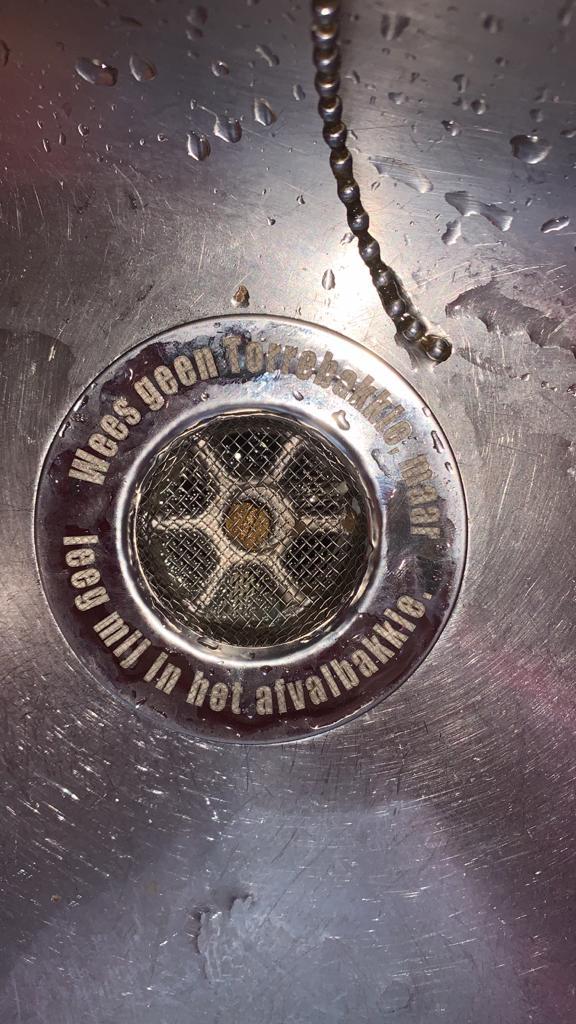 Wees geen Torrebakkie, maar
leeg mij in het afvalbakkie.